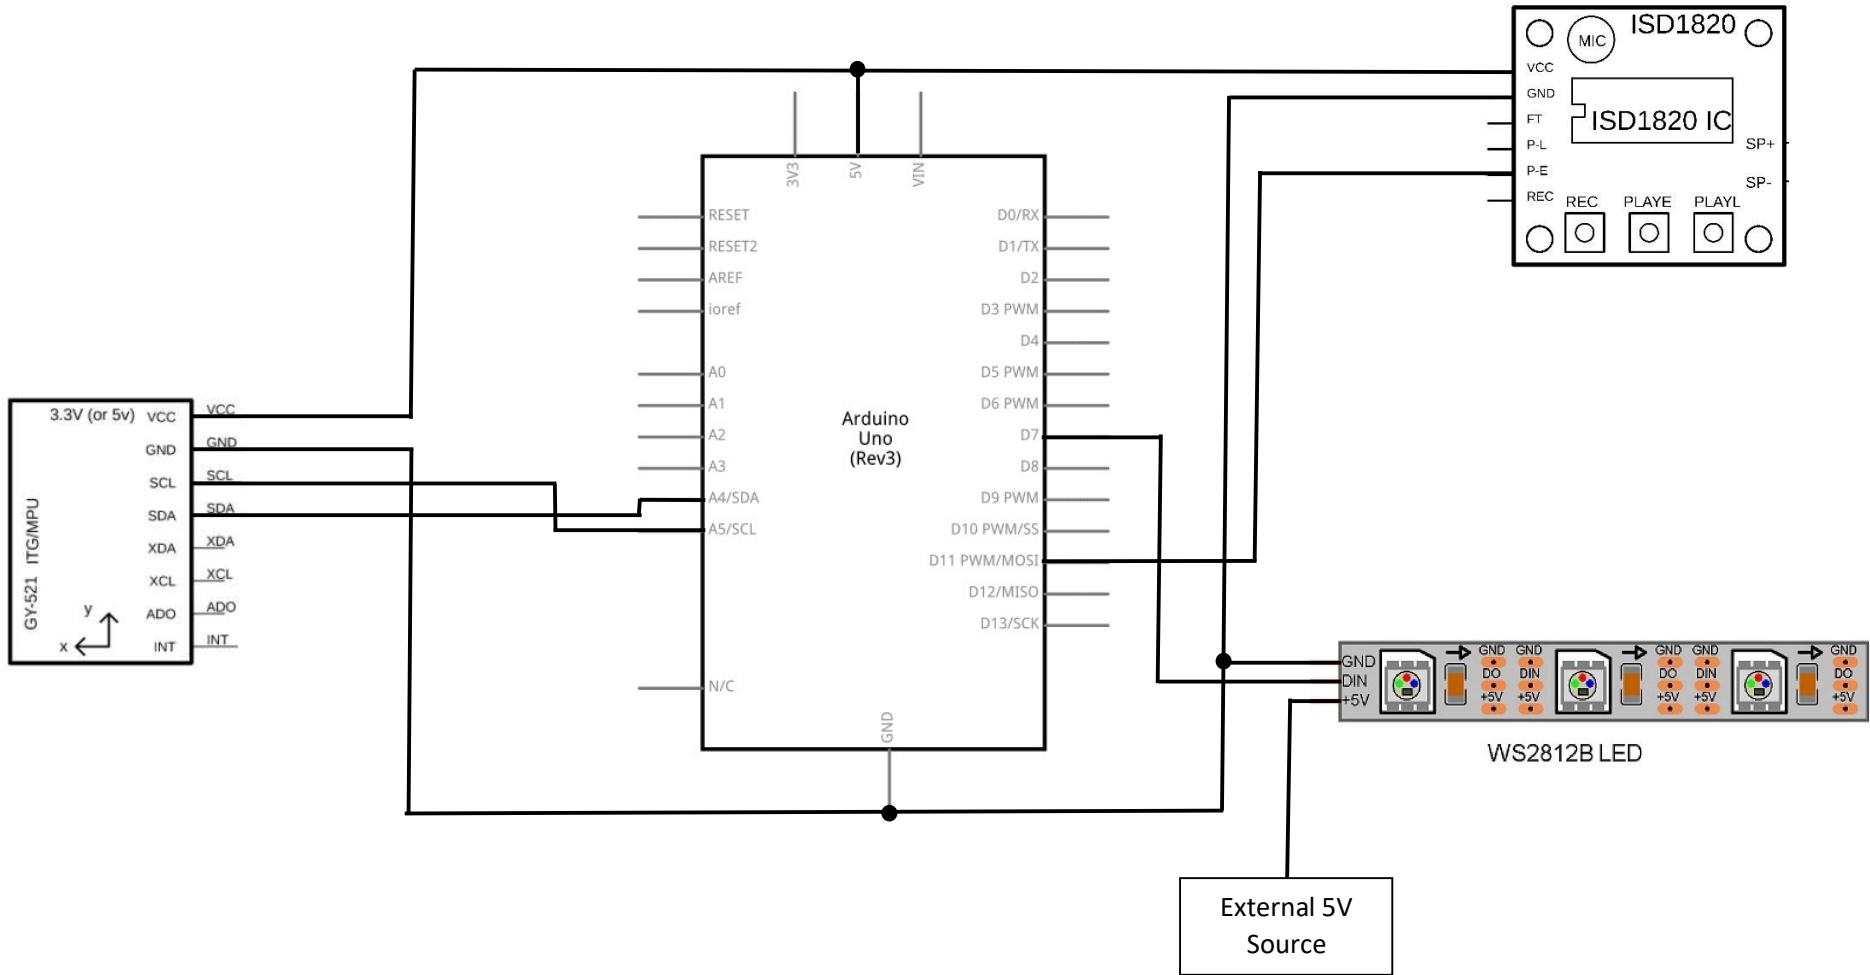 ISD1820
MIC
VCC
GND
FT
P-L
P-E
REC
ISD1820 IC
SP+
SP-
REC PLAYE PLAYL
3V3
5V
VIN
RESET
RESET2
AREF
ioref
A0
A1
A2
A3
A4/SDA
A5/SCL
N/C
Arduino
Uno
(Rev3)
D0/RX
D1/TX
D2
D3 PWM
D4
D5 PWM
D6 PWM
D7
D8
D9 PWM
D10 PWM/SS
D11 PWM/MOSI
D12/MISO
D13/SCK
GND
3.3V (or 5v) VCC VCC
GND GND
SCL SCL
SDA SDA
XDA XDA
XCL XCL
ADO ADO
INT INT
GY-521 ITG/MPU
y
x
GND
DIN
+5V
GND GND GND GND GND
DO DIN DO DIN DO
+5V +5V +5V +5V +5V
WS2812B LED
External 5V
Source